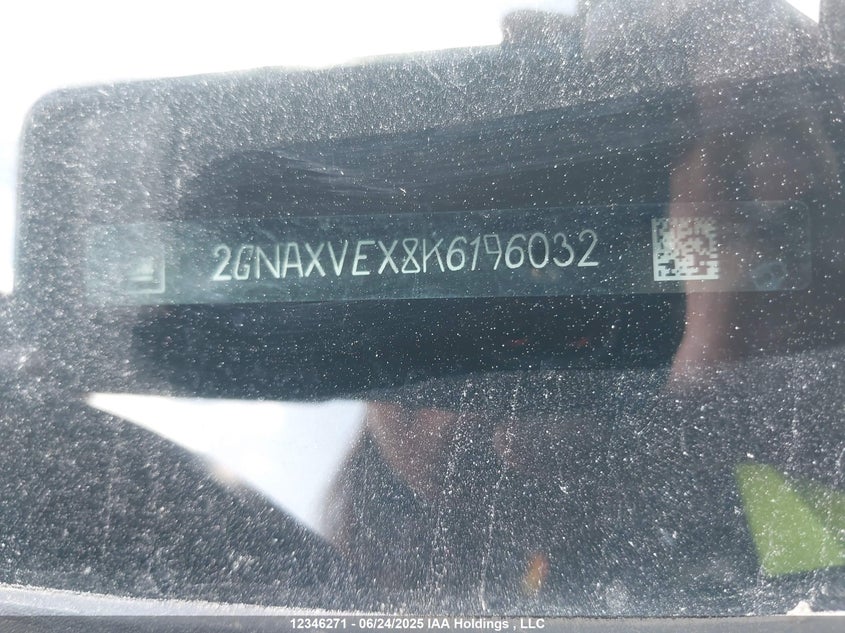 2GNAXVEX8K6196032
12346271 - 06/24/2025 IAA Holdings , LLC